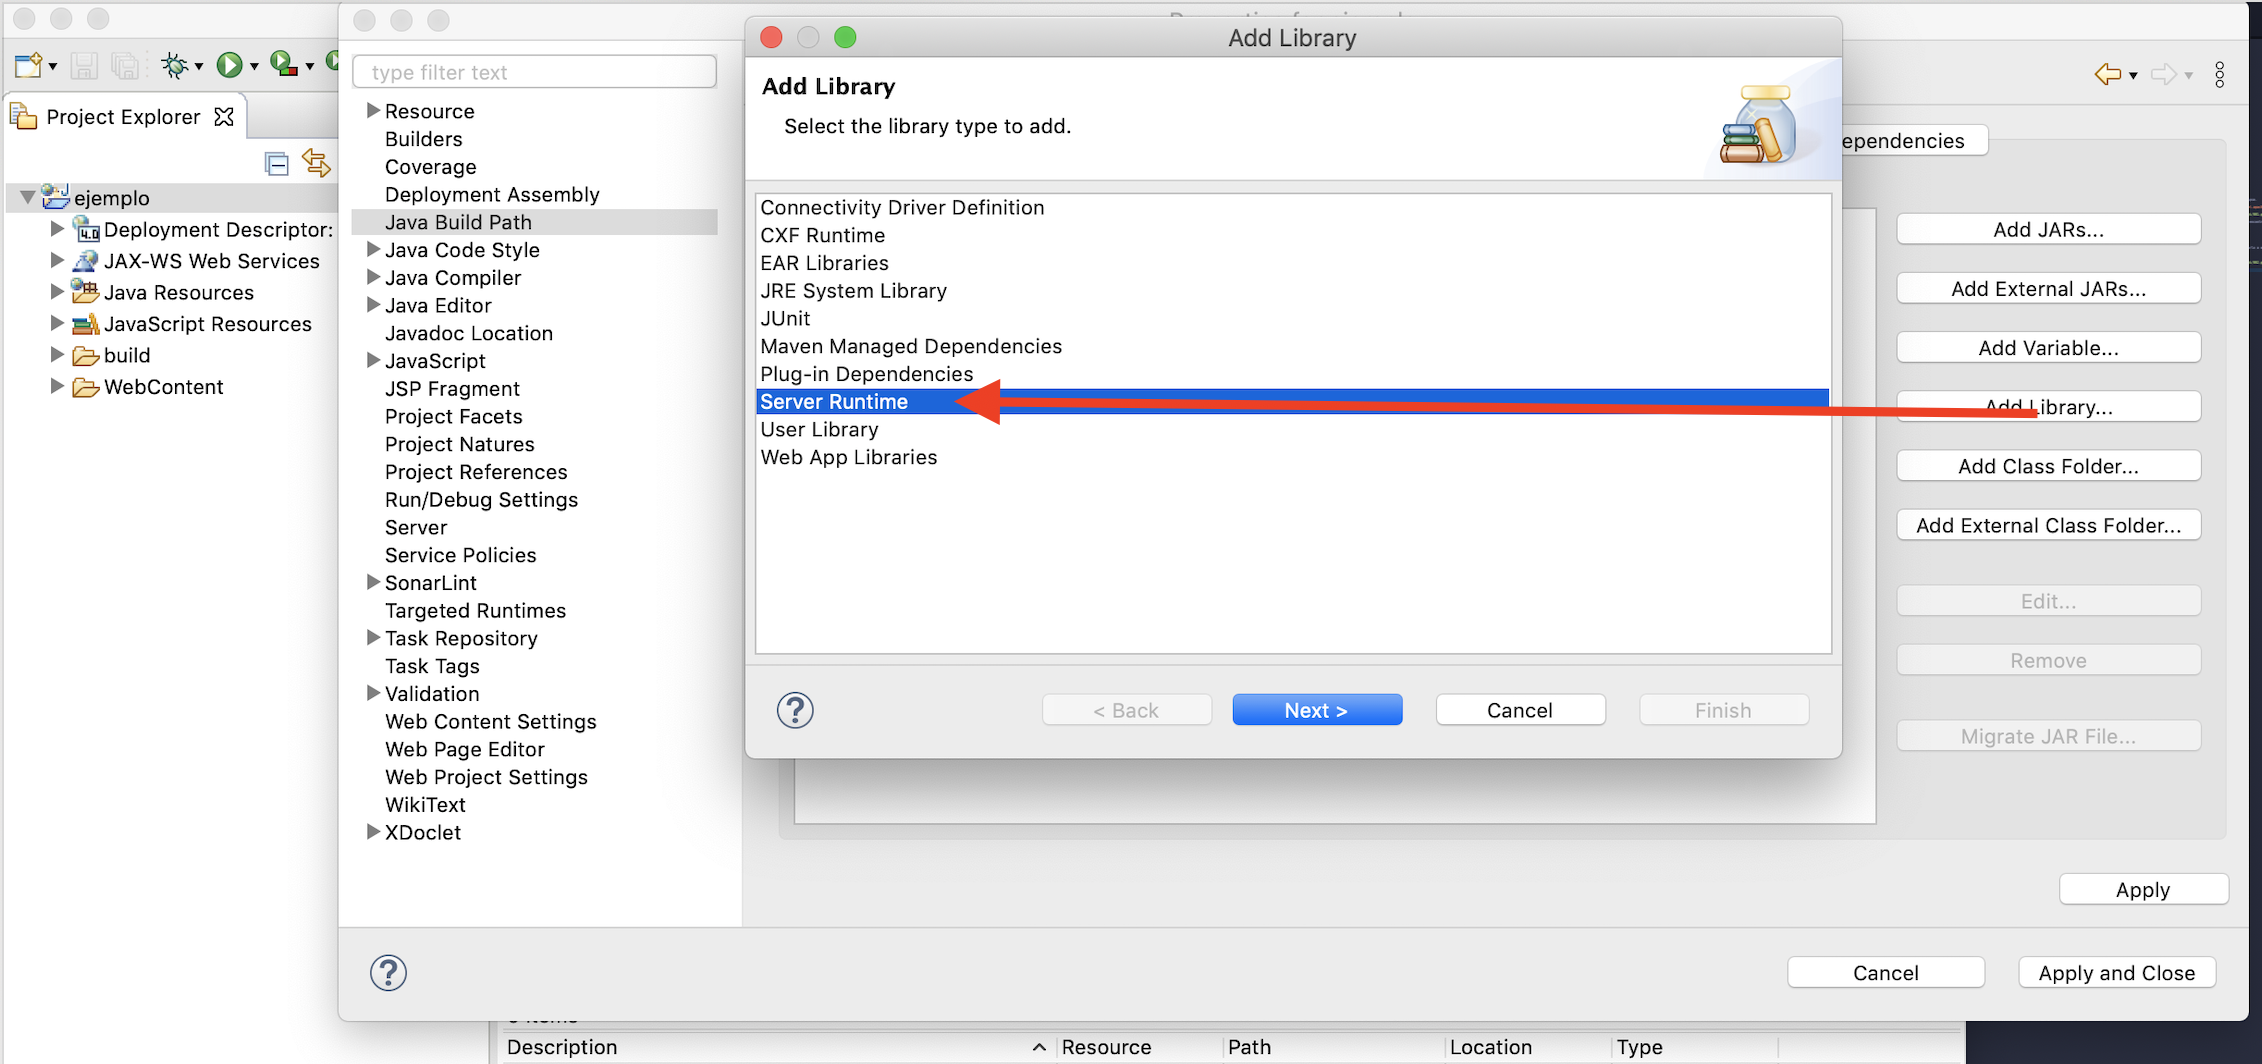 Add Library
type filter text
Project Explorer
ejemplo
Deployment Descriptor:
4.0
JAX-WS Web Services
Java Resources
JavaScript Resources
build
WebContent
Resource
Builders
Coverage
Deployment Assembly
Java Build Path
Java Code Style
Java Compiler
Java Editor
Javadoc Location
JavaScript
JSP Fragment
Project Facets
Project Natures
Project References
Run/Debug Settings
Server
Service Policies
SonarLint
Targeted Runtimes
Task Repository
Task Tags
Validation
Web Content Settings
Web Page Editor
Web Project Settings
WikiText
XDoclet
Add Library
Select the library type to add.
Connectivity Driver Definition
CXF Runtime
EAR Libraries
JRE System Library
JUnit
Maven Managed Dependencies
Plug-in Dependencies
Server Runtime
User Library
Web App Libraries
?
< Back
Next >
Cancel
Finish
ependencies
Add JARs...
Add External JARs...
Add Variable...
Add Library...
Add Class Folder...
Add External Class Folder...
Edit...
Remove
Migrate JAR File...
Apply
?
Cancel
Apply and Close
Description
Resource
Path
Location
Type